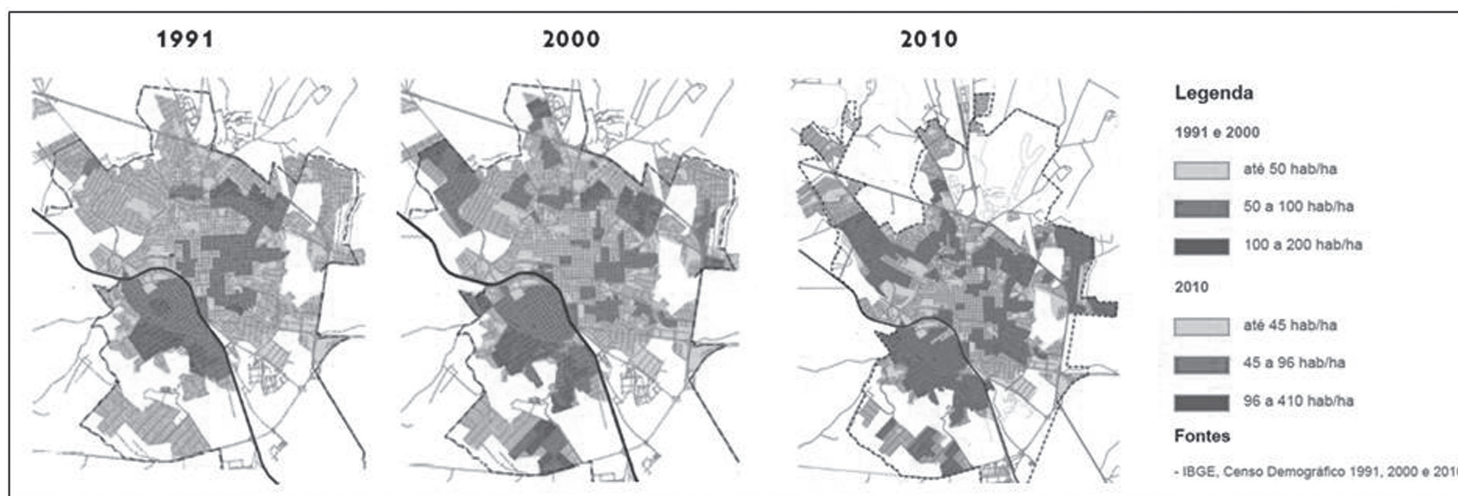 1991
2000
2010
Legenda
1991 e 2000
até 50 hab/ha
50 a 100 hab/ha
100 a 200 hab/ha
2010
até 45 hab/ha
45 a 96 hab/ha
96 a 410 hab/ha
Fontes
- IBGE, Censo Demográfico 1991, 2000 e 2010